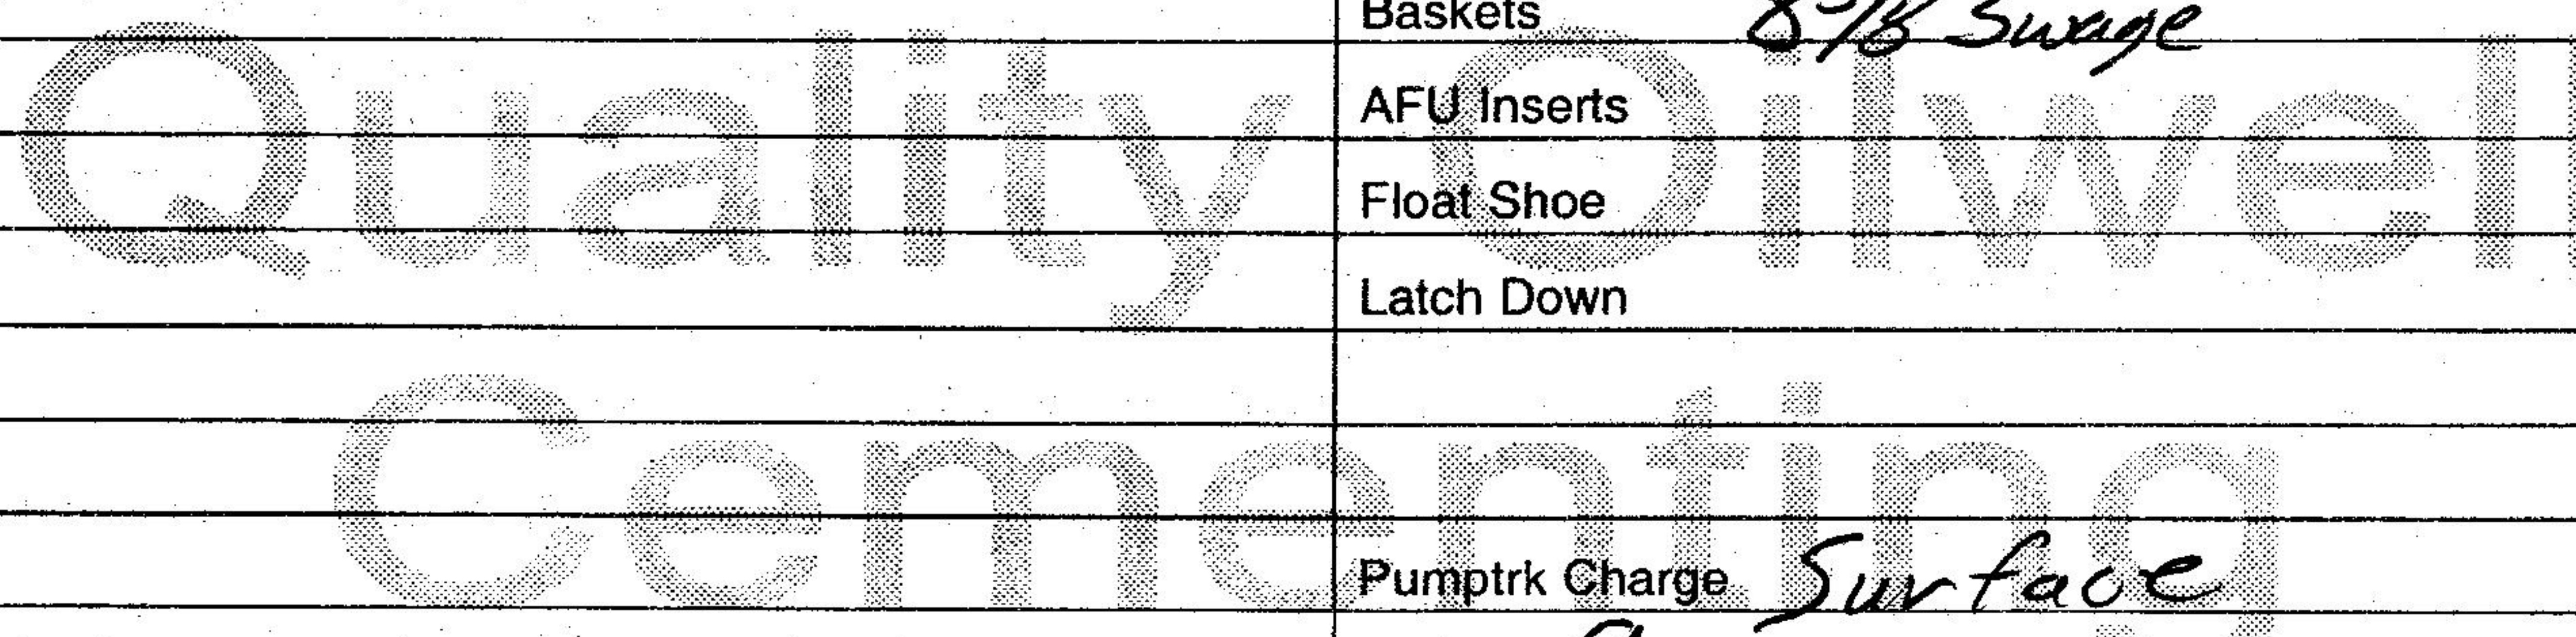 Baskets 8 5/8 Swage
Quality Oilwel
AFU Inserts
Float Shoe
Latch Down
Cementing
Pumptrk Charge Surface